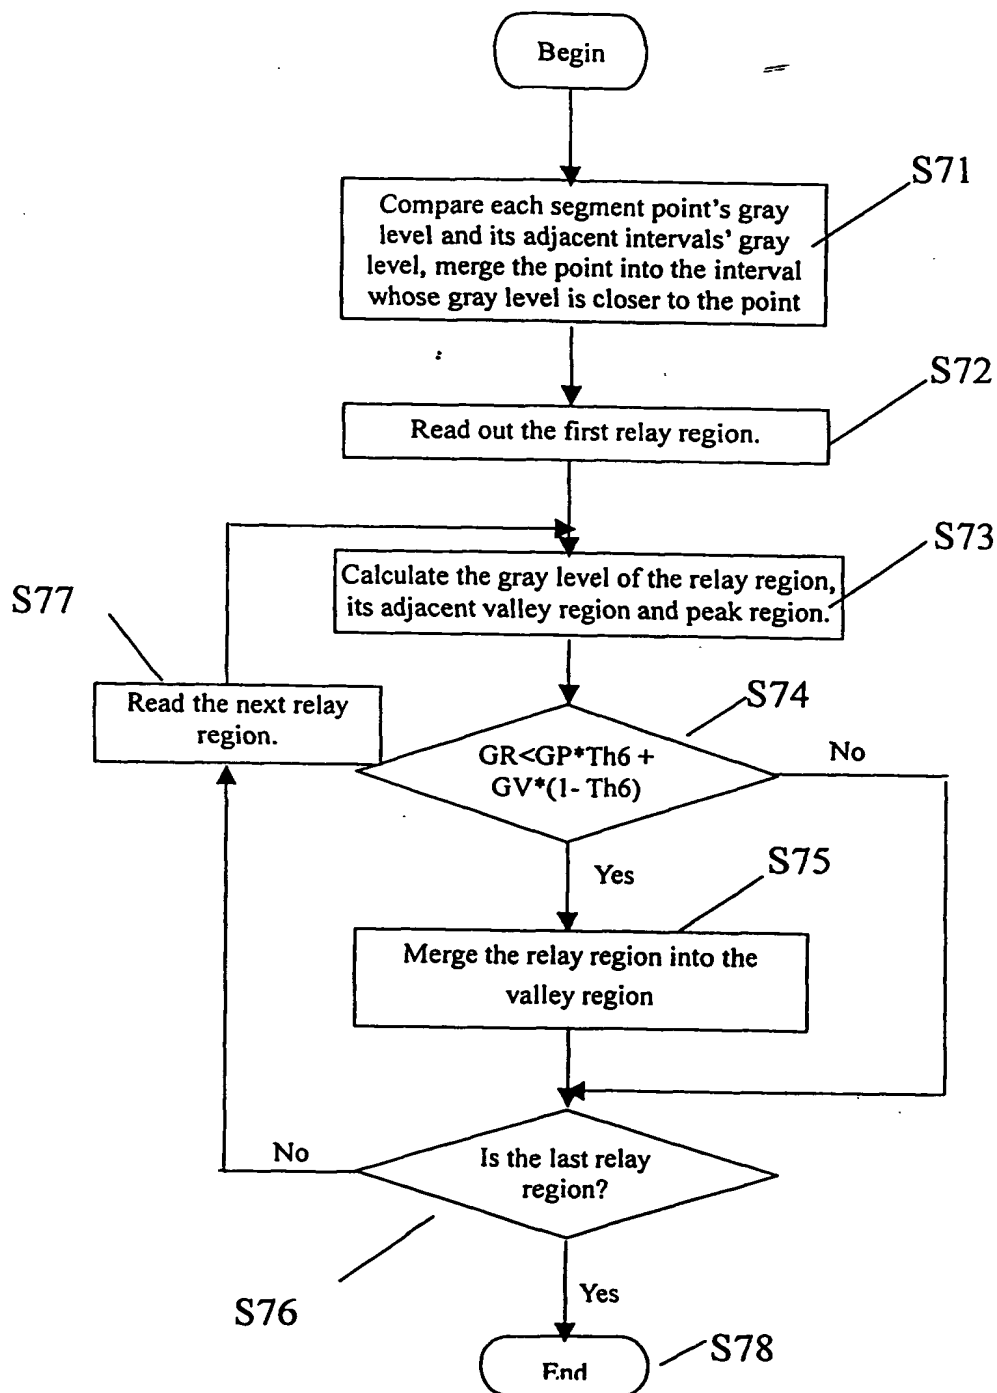 Begin
S71
Compare each segment point's gray
level and its adjacent intervals' gray
level, merge the point into the interval
whose gray level is closer to the point
S72
Read out the first relay region.
S73
Calculate the gray level of the relay region,
its adjacent valley region and peak region.
S77
Read the next relay
region.
S74
GR<GP*Th6 +
GV*(1- Th6)
No
Yes
S75
Merge the relay region into the
valley region
No
Is the last relay
region?
S76
Yes
End
S78